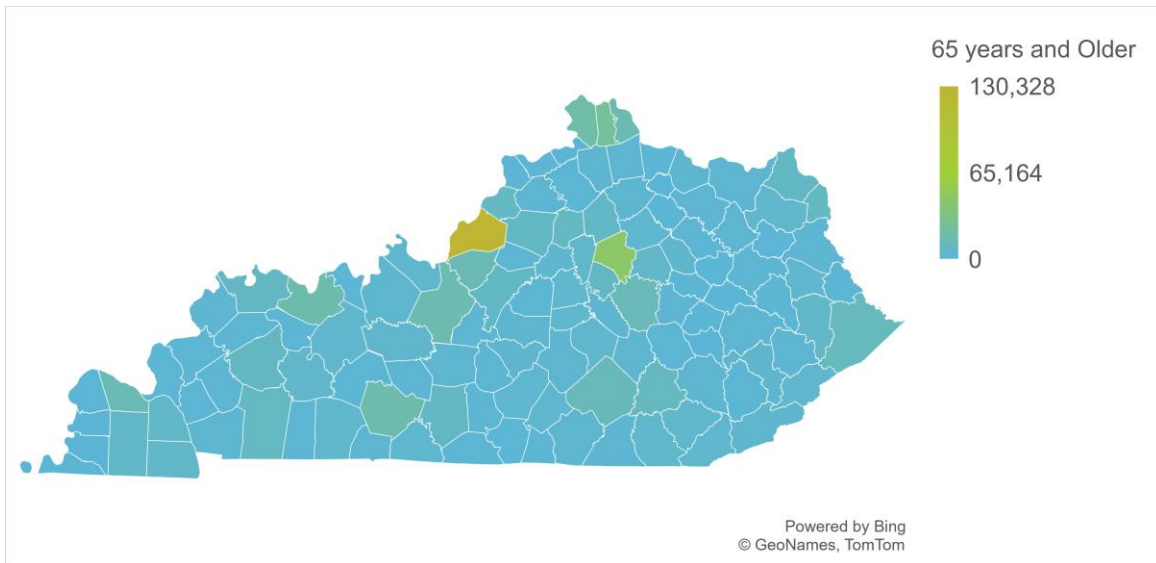 65 years and Older
130,328
65,164
0
Powered by Bing
© GeoNames, TomTom